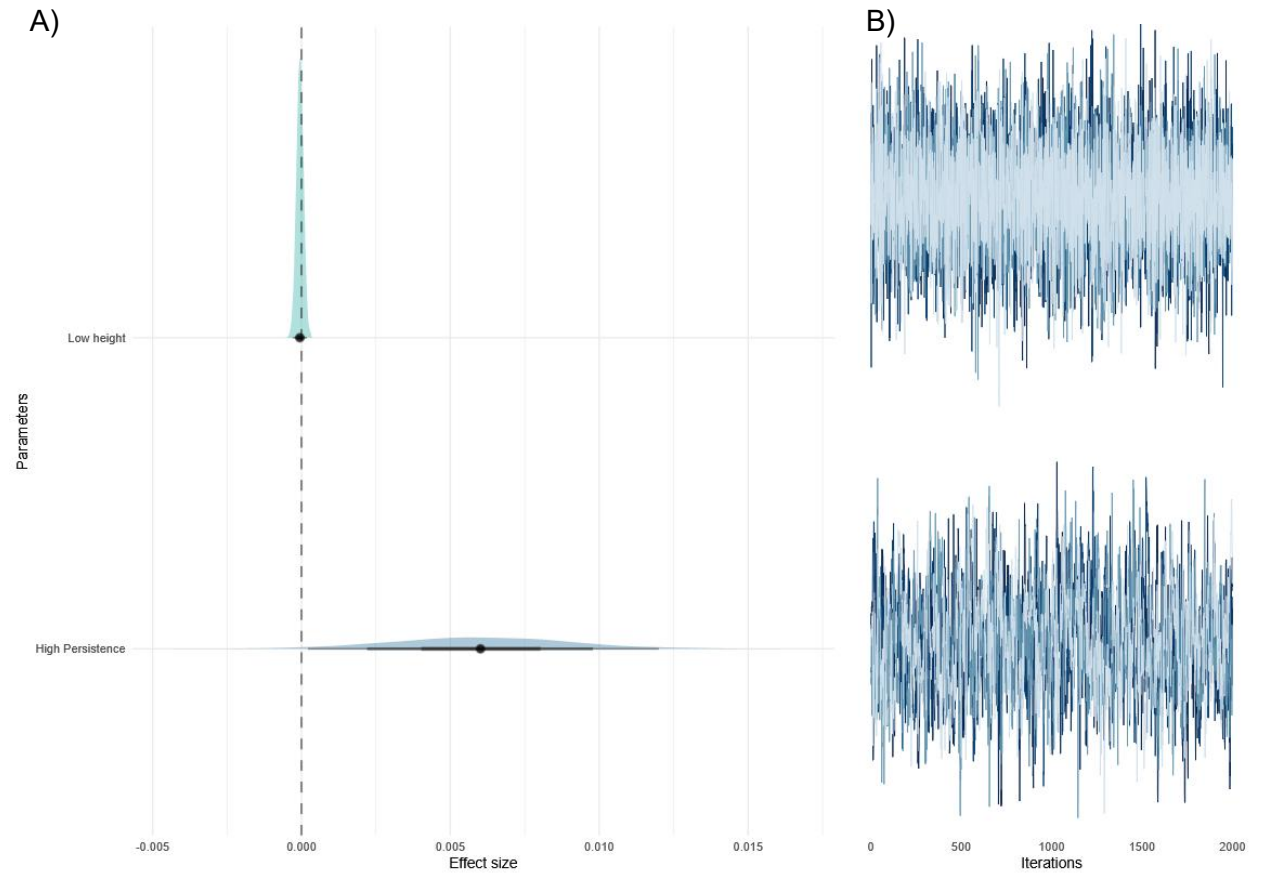 A)
B)
Low height
Parameters
High Persistence
-0.005 0.000 0.005 0.010 0.015
Effect size
0 500 1000 1500 2000
Iterations